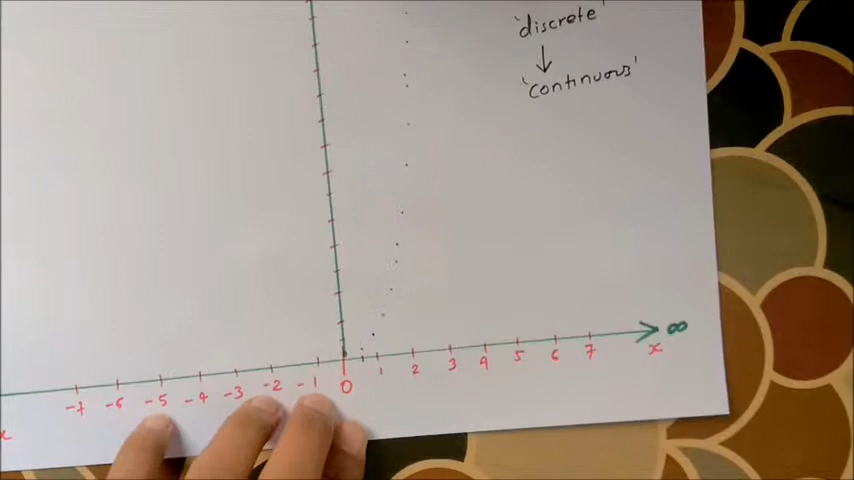 'discrete'
↓
'continuous'
∞
-7 -6 -5 -4 -3 -2 -1 0 1 2 3 4 5 6 7 x
x